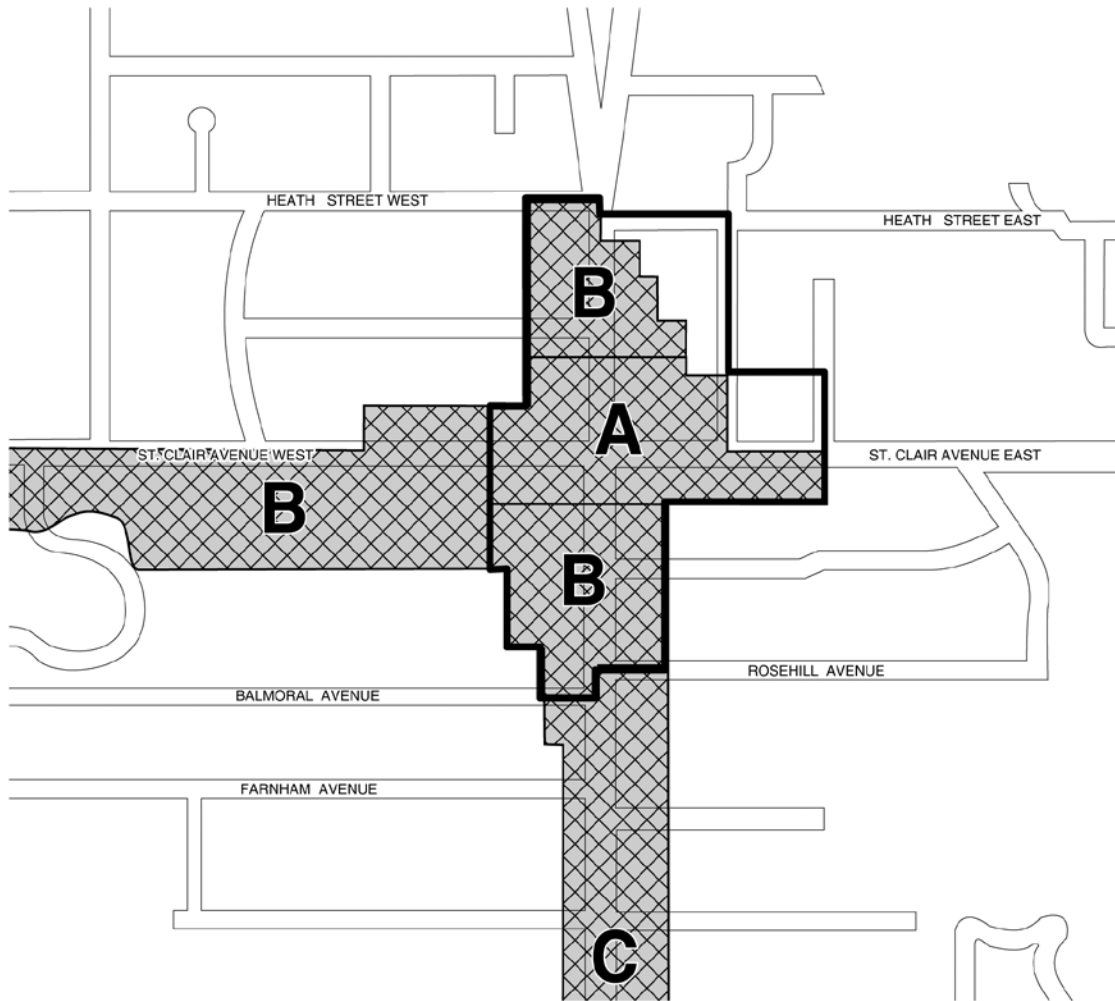 HEATH STREET WEST
HEATH STREET EAST
B
A
ST. CLAIR AVENUE WEST
ST. CLAIR AVENUE EAST
B
B
ROSEHILL AVENUE
BALMORAL AVENUE
FARNHAM AVENUE
C